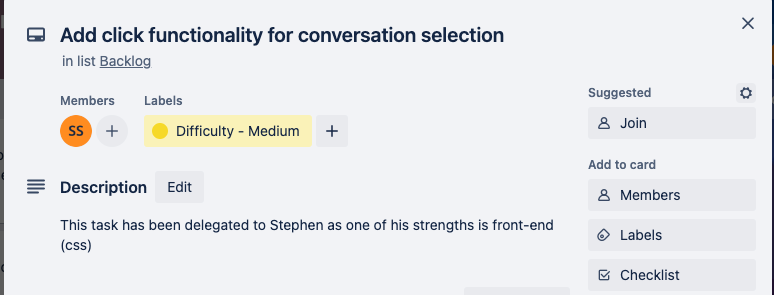 Add click functionality for conversation selection
in list Backlog
Members
Labels
SS
Difficulty - Medium
Description
Edit
This task has been delegated to Stephen as one of his strengths is front-end
(css)
Suggested
Join
Add to card
Members
Labels
Checklist